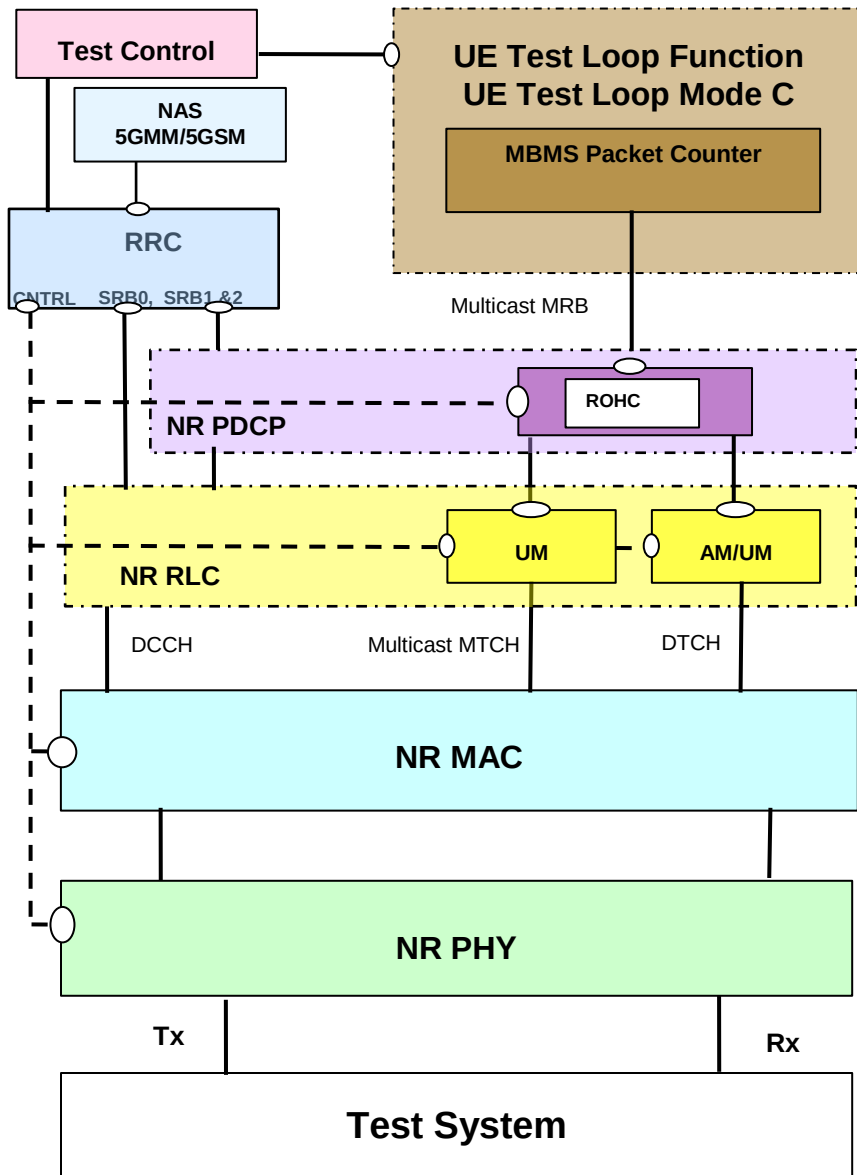 Test Control
UE Test Loop Function
UE Test Loop Mode C
NAS
5GMM/5GSM
MBMS Packet Counter
RRC
CNTRL SRB0, SRB1 &2
Multicast MRB
ROHC
NR PDCP
UM
AM/UM
NR RLC
DCCH
Multicast MTCH
DTCH
NR MAC
NR PHY
Tx
Rx
Test System